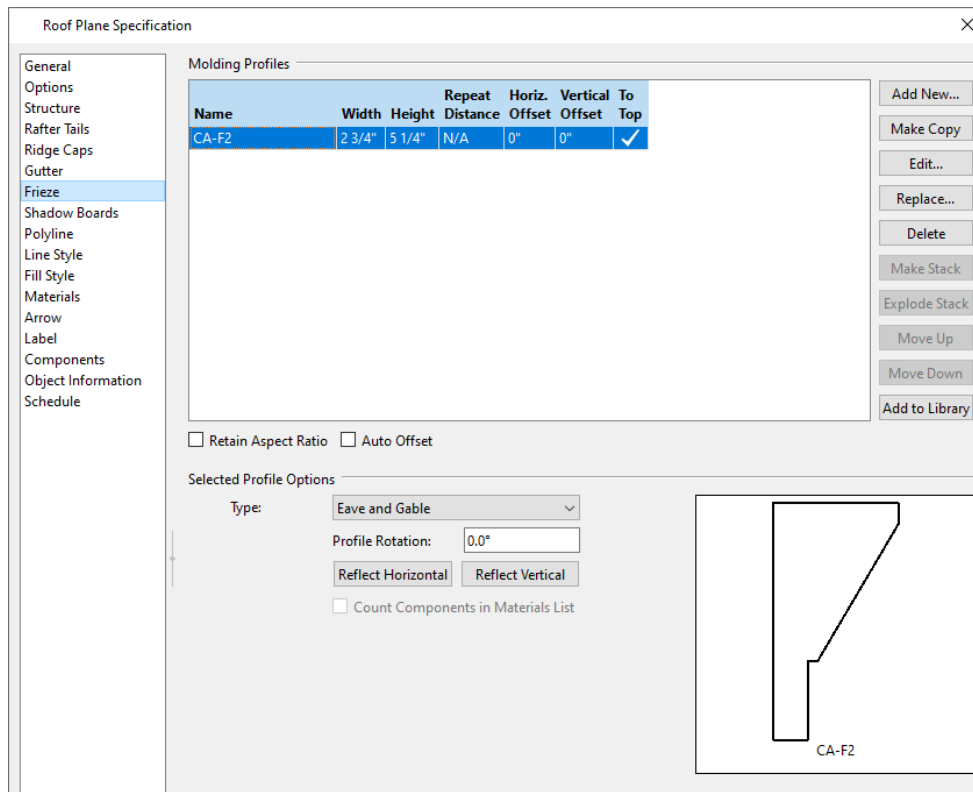 Roof Plane Specification
General
Options
Structure
Rafter Tails
Ridge Caps
Gutter
Frieze
Shadow Boards
Polyline
Line Style
Fill Style
Materials
Arrow
Label
Components
Object Information
Schedule
Molding Profiles
Name Width Height Repeat Distance Horiz. Offset Vertical Offset To Top
CA-F2 2 3/4" 5 1/4" N/A 0" 0"
Add New...
Make Copy
Edit...
Replace...
Delete
Make Stack
Explode Stack
Move Up
Move Down
Add to Library
Retain Aspect Ratio Auto Offset
Selected Profile Options
Type: Eave and Gable
Profile Rotation: 0.0°
Reflect Horizontal Reflect Vertical
Count Components in Materials List
CA-F2